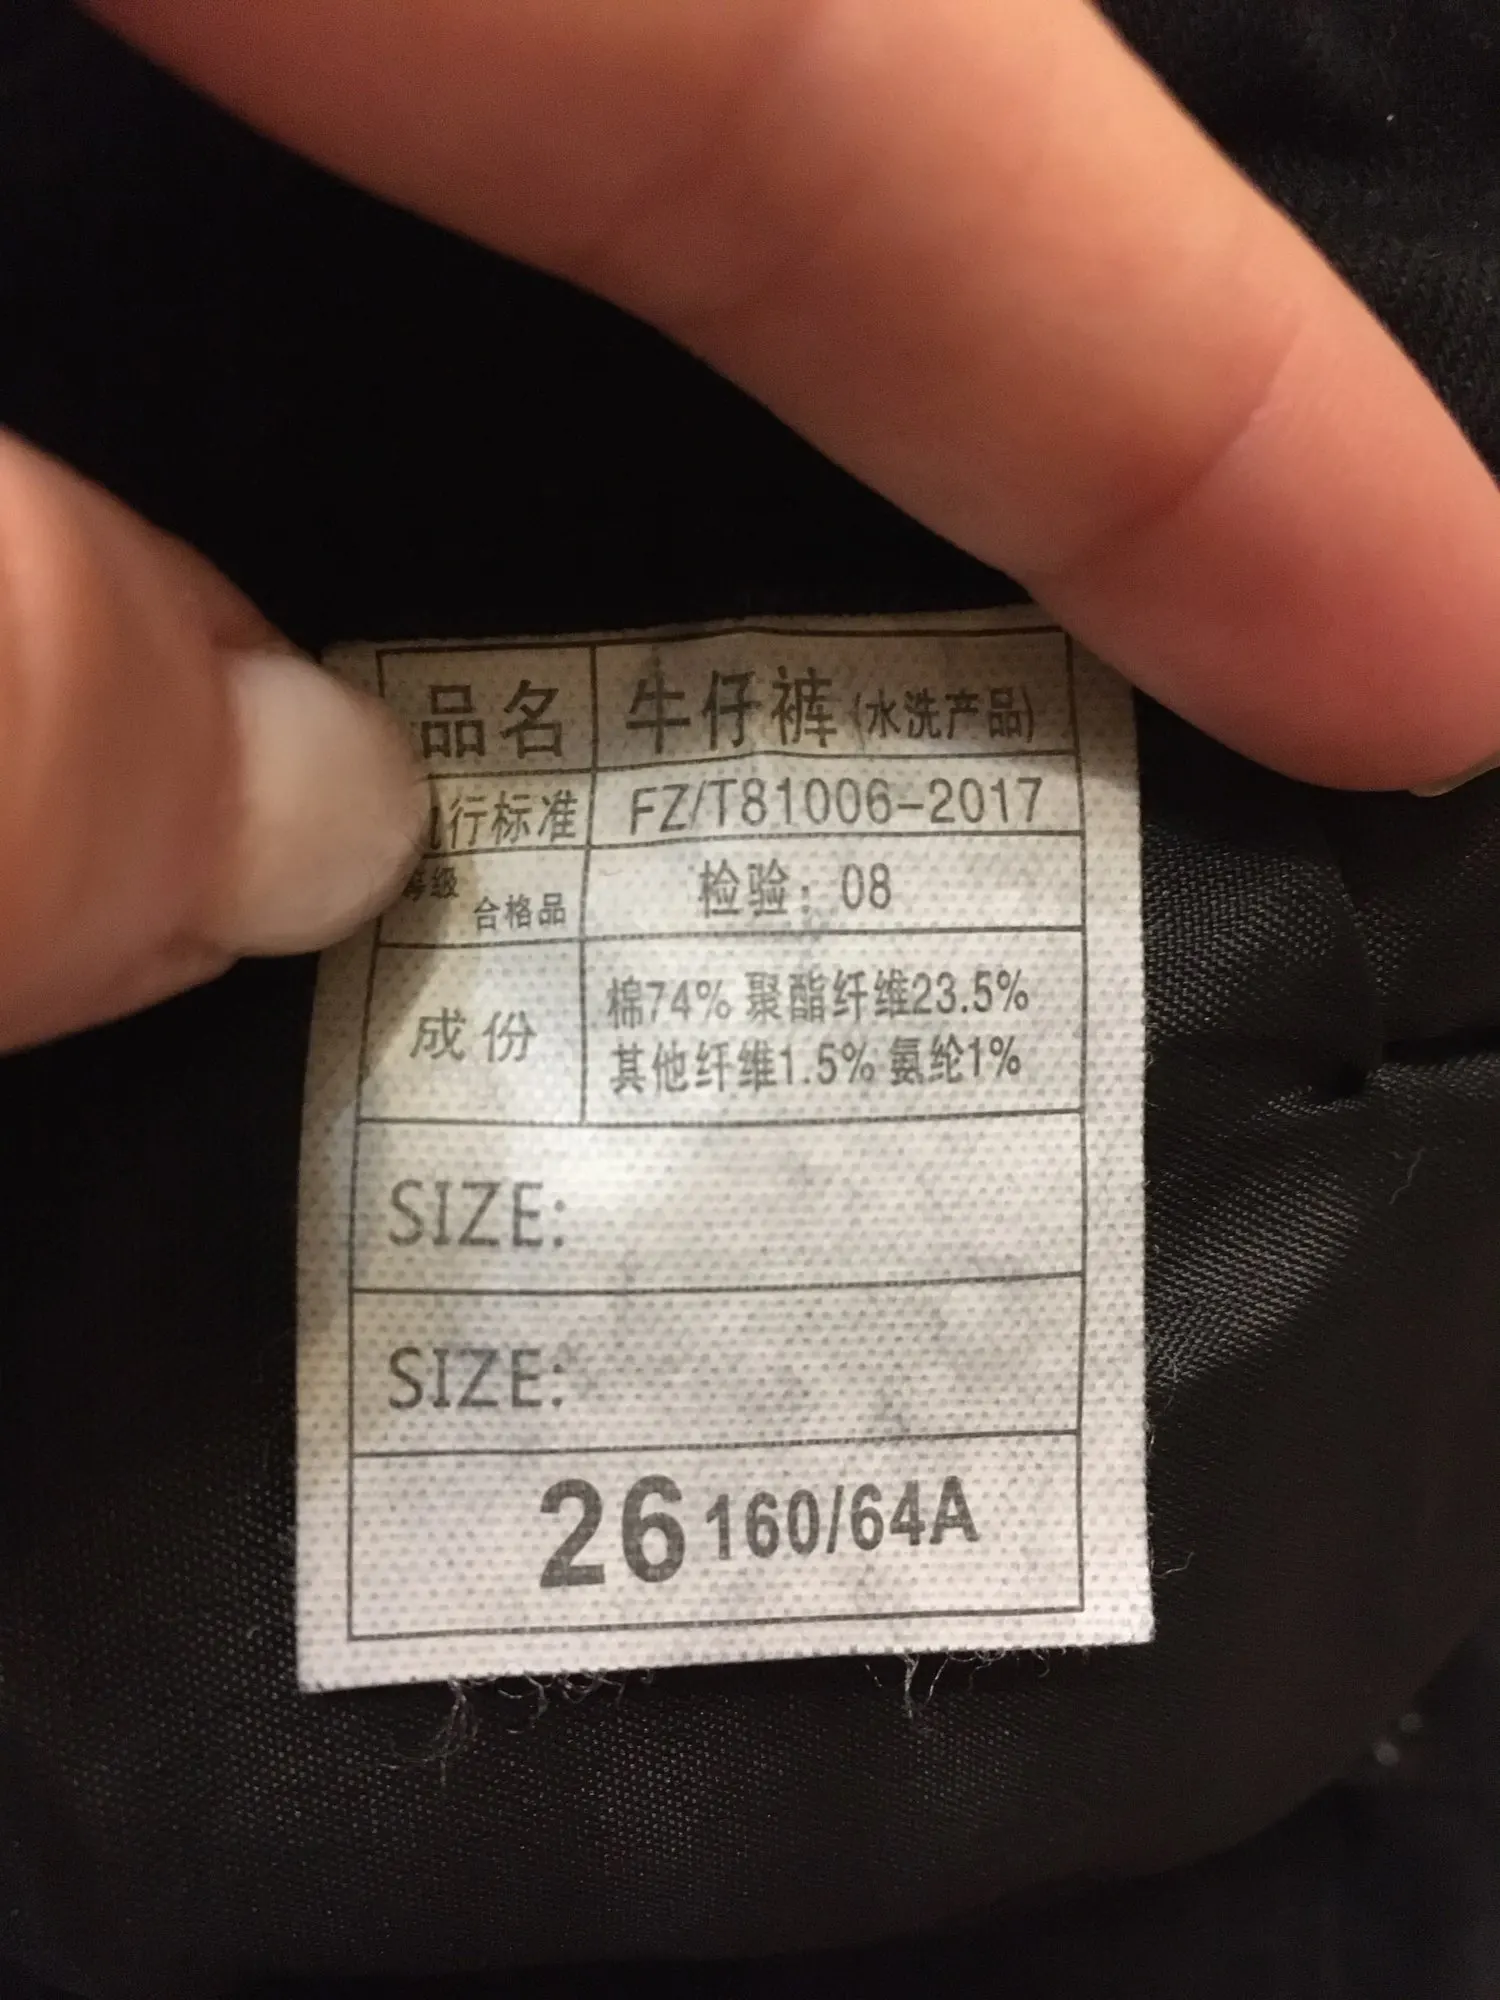 品名 牛仔裤(水洗产品)
行标准 FZ/T81006-2017
等级 合格品 检验：08
成份 棉74% 聚酯纤维23.5%
其他纤维1.5% 氨纶1%
SIZE:
SIZE:
26 160/64A